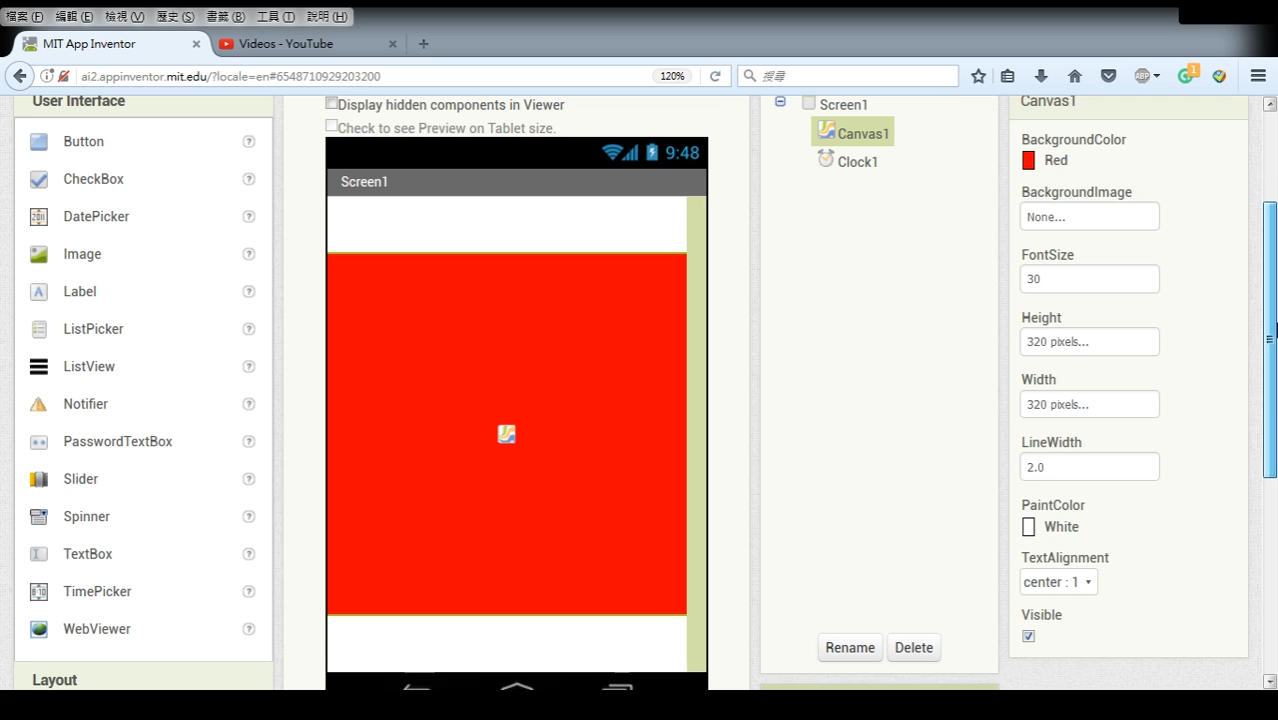 檔案(F) 編輯(E) 檢視(V) 歷史(S) 書籤(B) 工具(T) 說明(H)
MIT App Inventor
Videos - YouTube
ai2.appinventor.mit.edu/?locale=en#6548710929203200
120%
搜尋
ABP
1
User Interface
Button
CheckBox
DatePicker
Image
Label
ListPicker
ListView
Notifier
PasswordTextBox
Slider
Spinner
TextBox
TimePicker
WebViewer
Layout
Display hidden components in Viewer
Check to see Preview on Tablet size.
9:48
Screen1
Screen1
Canvas1
Clock1
Rename
Delete
Canvas1
BackgroundColor
Red
BackgroundImage
None...
FontSize
30
Height
320 pixels...
Width
320 pixels...
LineWidth
2.0
PaintColor
White
TextAlignment
center : 1
Visible